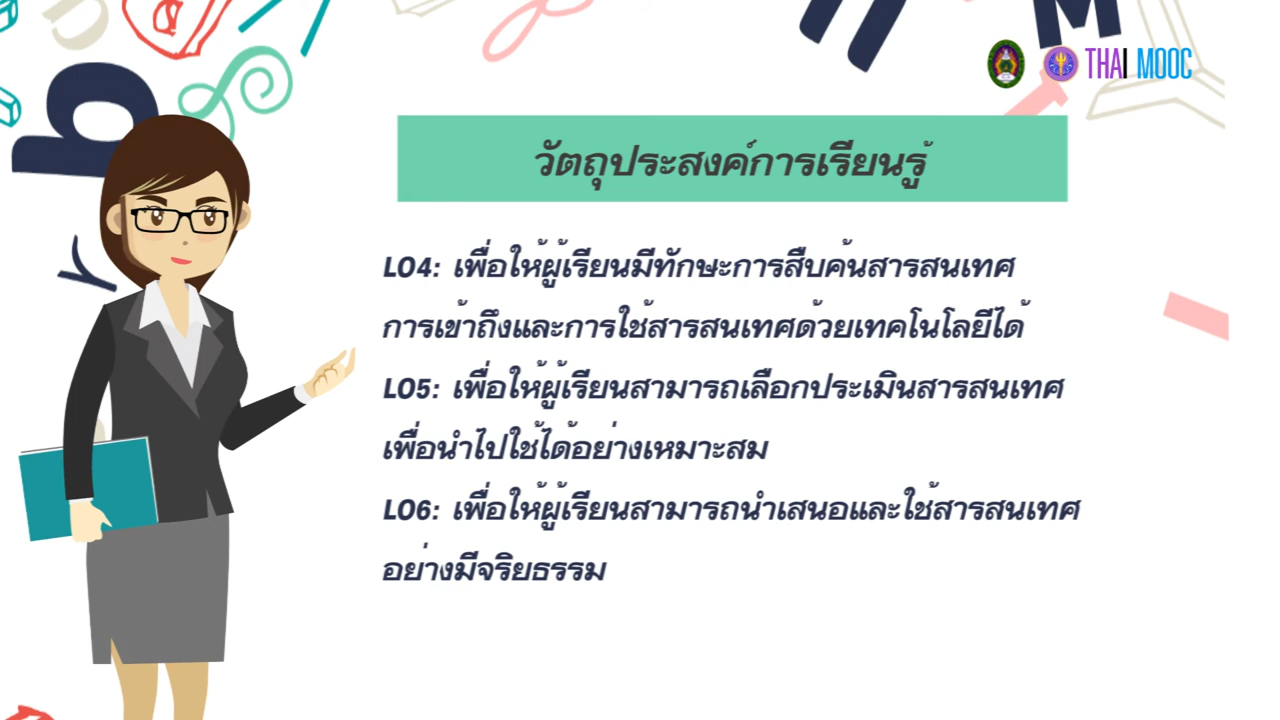 THAI MOOC
วัตถุประสงค์การเรียนรู้
LO4: เพื่อให้ผู้เรียนมีทักษะการสืบค้นสารสนเทศ
การเข้าถึงและการใช้สารสนเทศด้วยเทคโนโลยีได้
LO5: เพื่อให้ผู้เรียนสามารถเลือกประเมินสารสนเทศ
เพื่อนำไปใช้ได้อย่างเหมาะสม
LO6: เพื่อให้ผู้เรียนสามารถนำเสนอและใช้สารสนเทศ
อย่างมีจริยธรรม